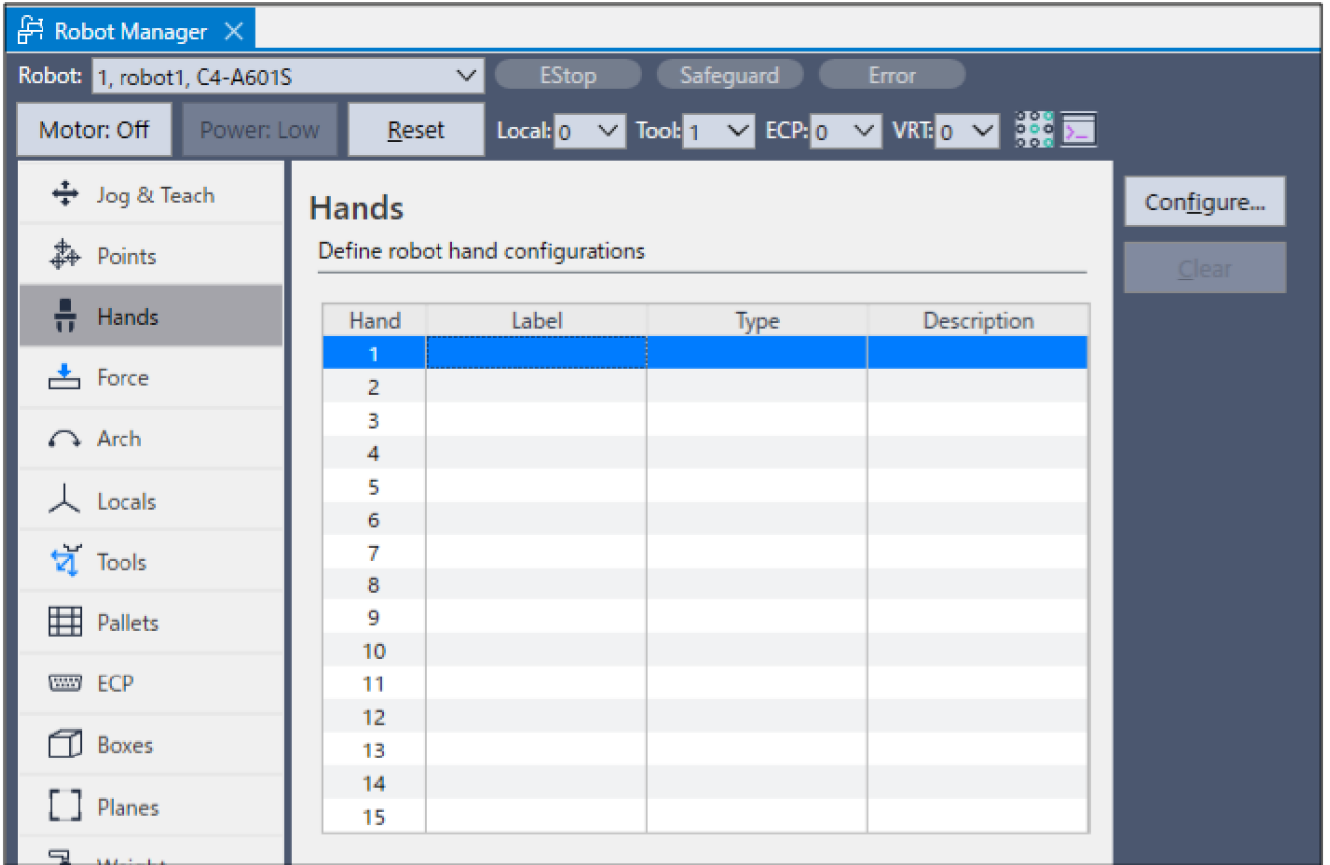 Robot Manager
Robot: 1, robot1, C4-A601S EStop Safeguard Error
Motor: Off Power: Low Reset Local: 0 Tool: 1 ECP: 0 VRT: 0
Jog & Teach
Points
Hands
Force
Arch
Locals
Tools
Pallets
ECP
Boxes
Planes
Hands
Define robot hand configurations
Hand Label Type Description
1
2
3
4
5
6
7
8
9
10
11
12
13
14
15
Configure...
Clear